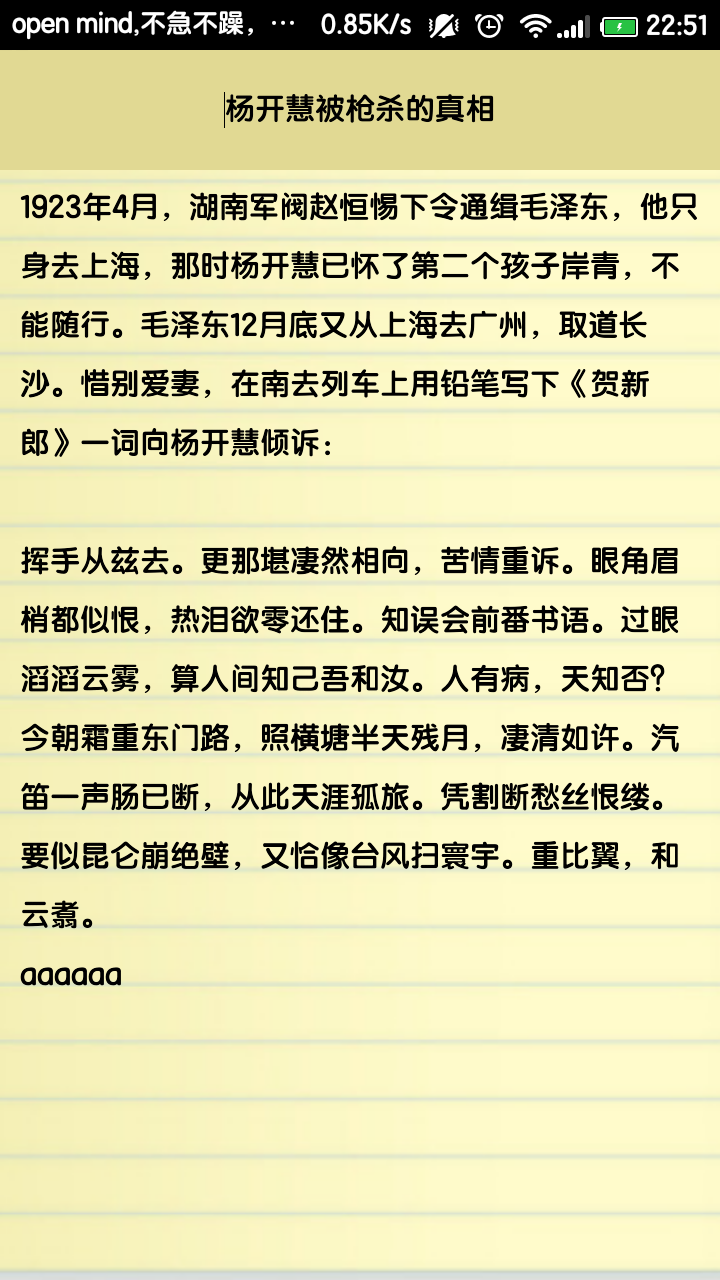 open mind,不急不躁，… 0.85K/s 22:51
杨开慧被枪杀的真相
1923年4月，湖南军阀赵恒惕下令通缉毛泽东，他只
身去上海，那时杨开慧已怀了第二个孩子岸青，不
能随行。毛泽东12月底又从上海去广州，取道长
沙。惜别爱妻，在南去列车上用铅笔写下《贺新
郎》一词向杨开慧倾诉：
挥手从兹去。更那堪凄然相向，苦情重诉。眼角眉
梢都似恨，热泪欲零还住。知误会前番书语。过眼
滔滔云雾，算人间知己吾和汝。人有病，天知否？
今朝霜重东门路，照横塘半天残月，凄清如许。汽
笛一声肠已断，从此天涯孤旅。凭割断愁丝恨缕。
要似昆仑崩绝壁，又恰像台风扫寰宇。重比翼，和
云翥。
aaaaaa